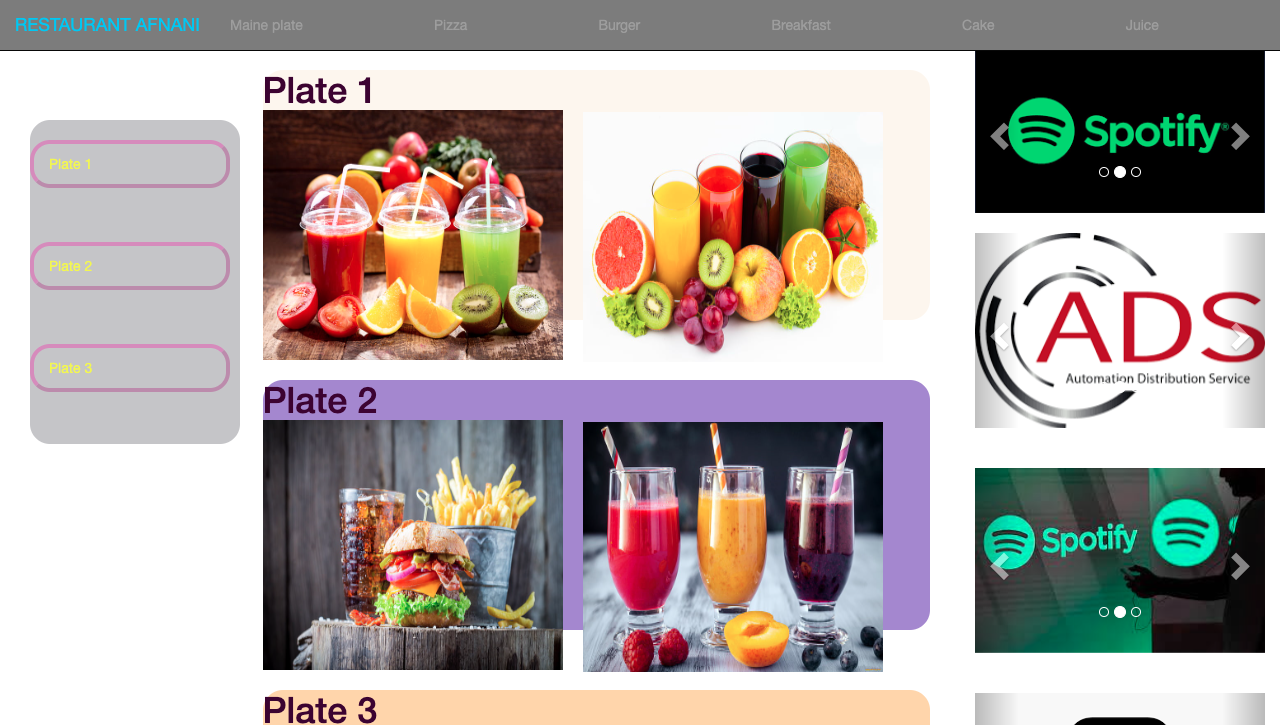 RESTAURANT AFNANI
Maine plate
Pizza
Burger
Breakfast
Cake
Juice
Plate 1
Plate 2
Plate 3
Plate 1
Plate 2
Plate 3
Spotify®
ADS
Automation Distribution Service
Spotify